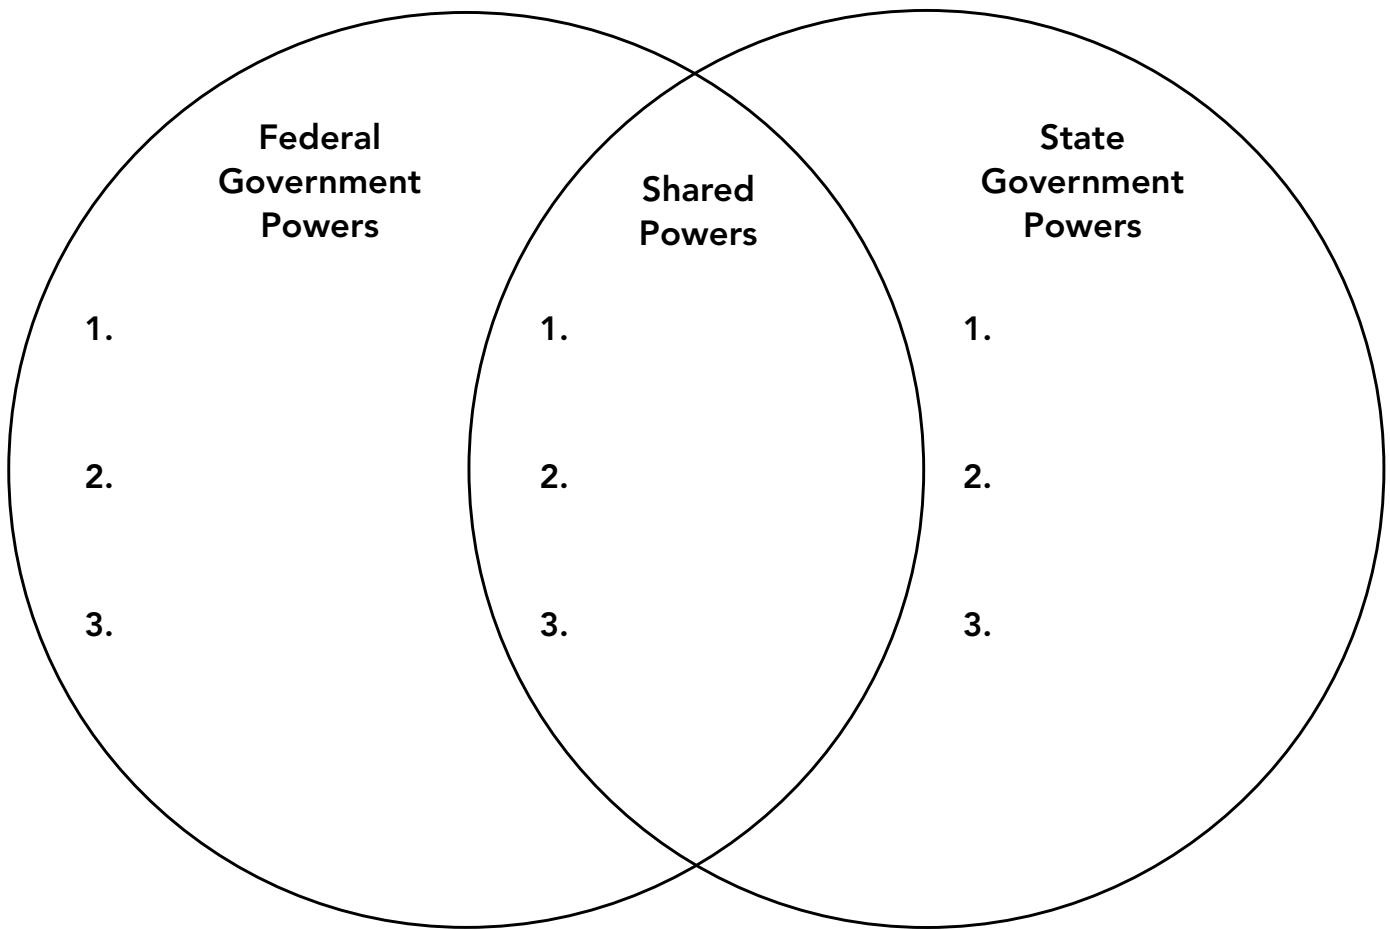 Federal
Government
Powers
1.
2.
3.
Shared
Powers
1.
2.
3.
State
Government
Powers
1.
2.
3.